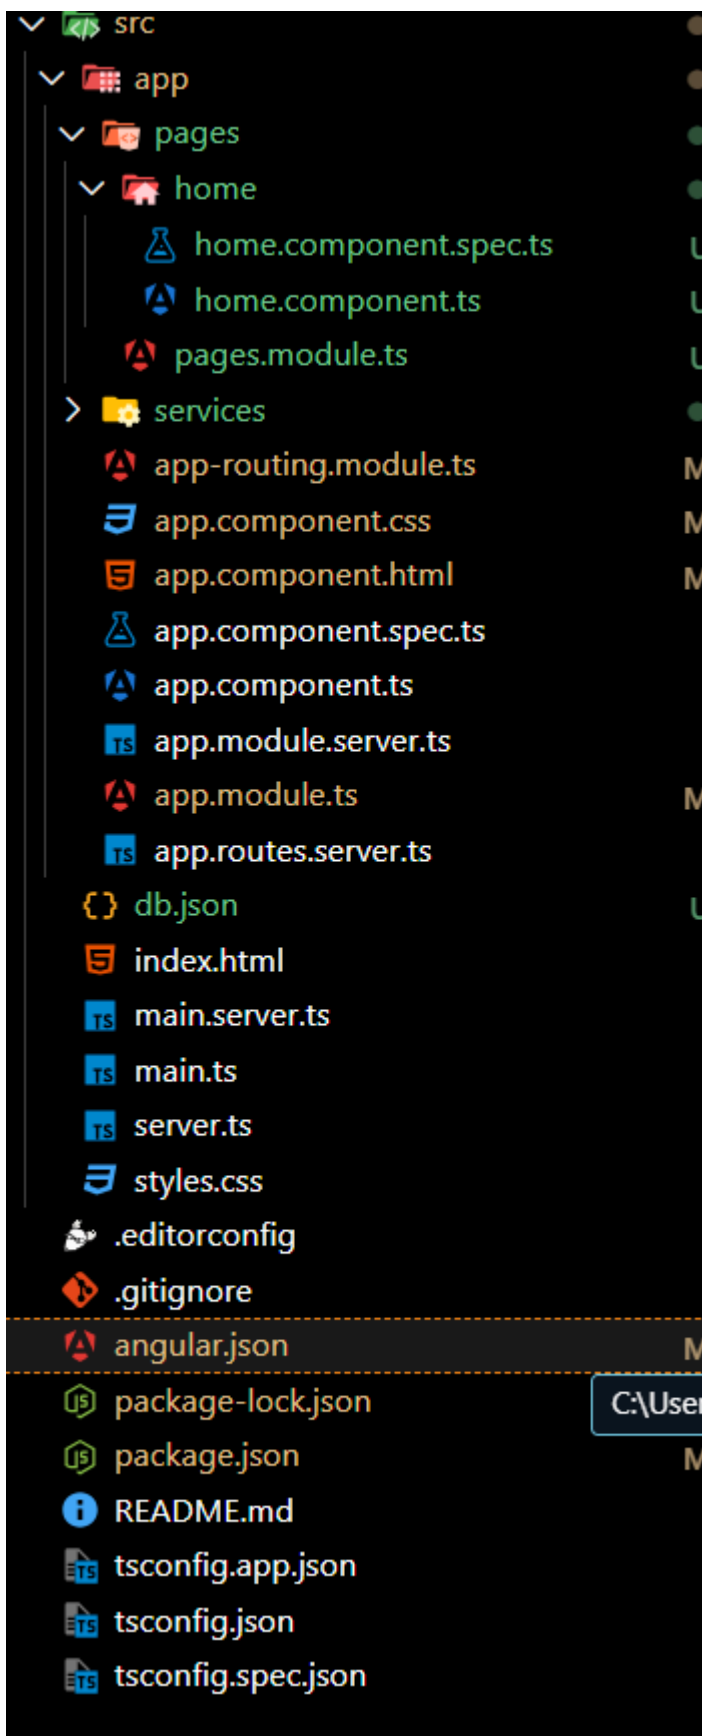 src
app
pages
home
home.component.spec.ts
home.component.ts
pages.module.ts
services
app-routing.module.ts M
app.component.css M
app.component.html M
app.component.spec.ts
app.component.ts
app.module.server.ts
app.module.ts M
app.routes.server.ts
db.json
index.html
main.server.ts
main.ts
server.ts
styles.css
.editorconfig
.gitignore
angular.json M
package-lock.json
C:\User
package.json M
README.md
tsconfig.app.json
tsconfig.json
tsconfig.spec.json